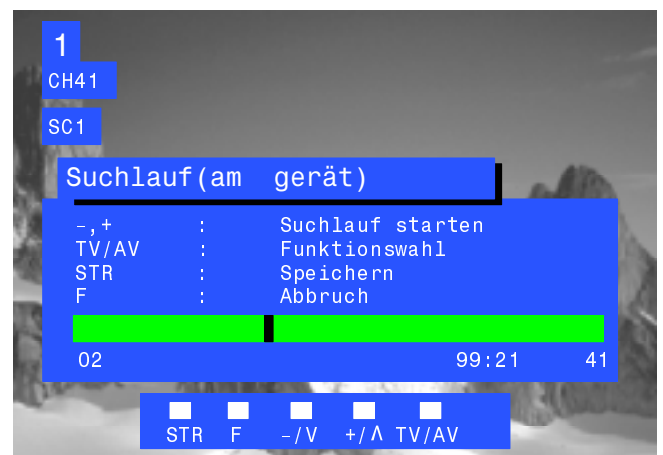 1
CH41
SC1
Suchlauf(am gerät)
-,+ : Suchlauf starten
TV/AV : Funktionswahl
STR : Speichern
F : Abbruch
02 99:21 41
STR F -/V +/Λ TV/AV